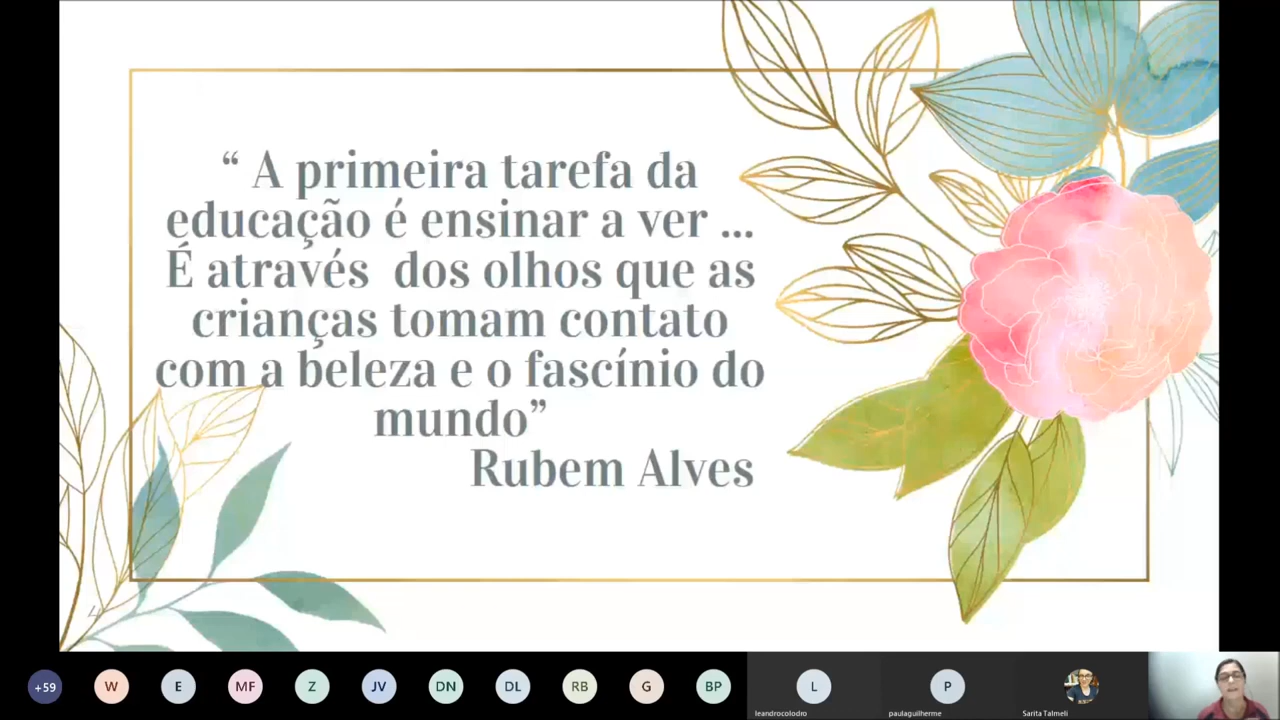 “ A primeira tarefa da
educação é ensinar a ver ...
É através  dos olhos que as
crianças tomam contato
com a beleza e o fascínio do
mundo”
Rubem Alves
+59
W
E
MF
Z
JV
DN
DL
RB
G
BP
L
P
leandrocolodro
paulaguilherme
Sarita Talmeli